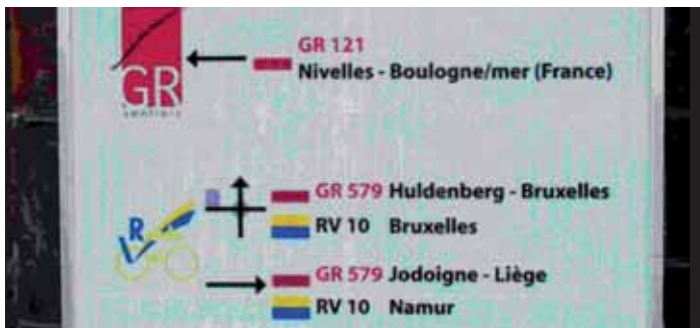 GR 121
Nivelles - Boulogne/mer (France)
GR
sentiers
GR 579 Huldenberg - Bruxelles
RV 10 Bruxelles
R
GR 579 Jodoigne - Liège
RV 10 Namur